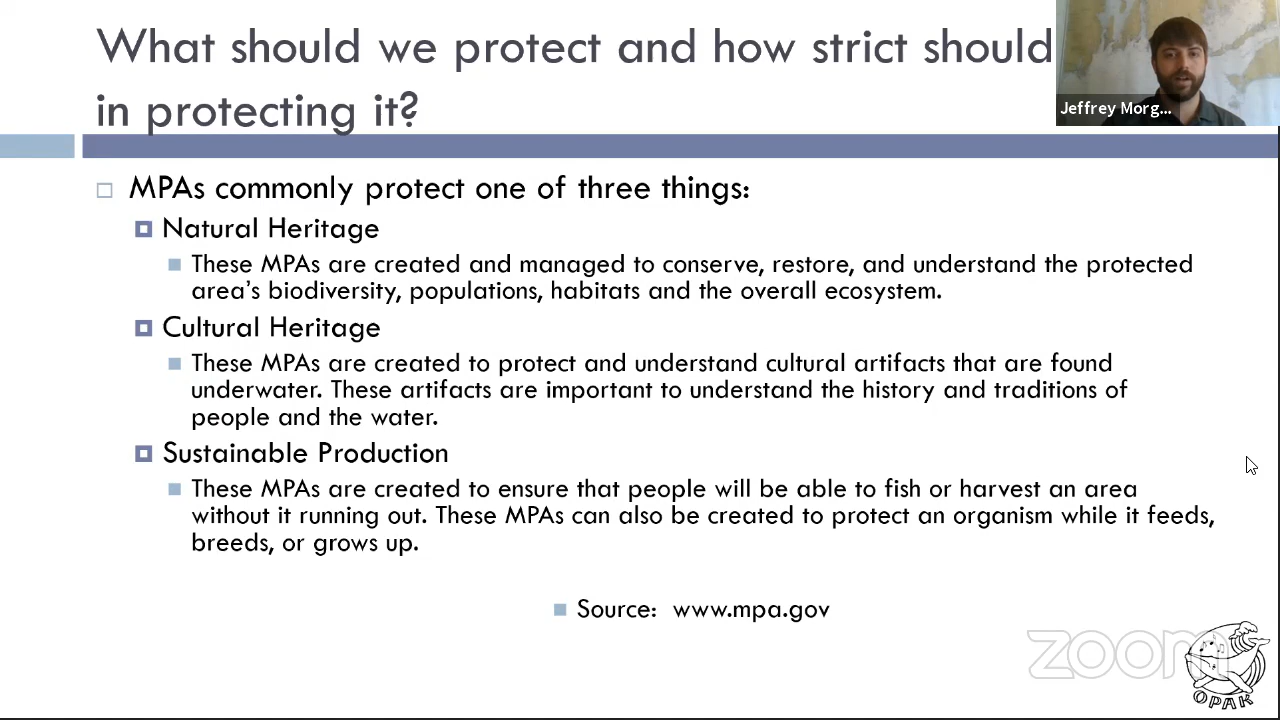 What should we protect and how strict should
in protecting it?
Jeffrey Morg...
MPAs commonly protect one of three things:
Natural Heritage
These MPAs are created and managed to conserve, restore, and understand the protected
area's biodiversity, populations, habitats and the overall ecosystem.
Cultural Heritage
These MPAs are created to protect and understand cultural artifacts that are found
underwater. These artifacts are important to understand the history and traditions of
people and the water.
Sustainable Production
These MPAs are created to ensure that people will be able to fish or harvest an area
without it running out. These MPAs can also be created to protect an organism while it feeds,
breeds, or grows up.
Source: www.mpa.gov
zoom
OPAK